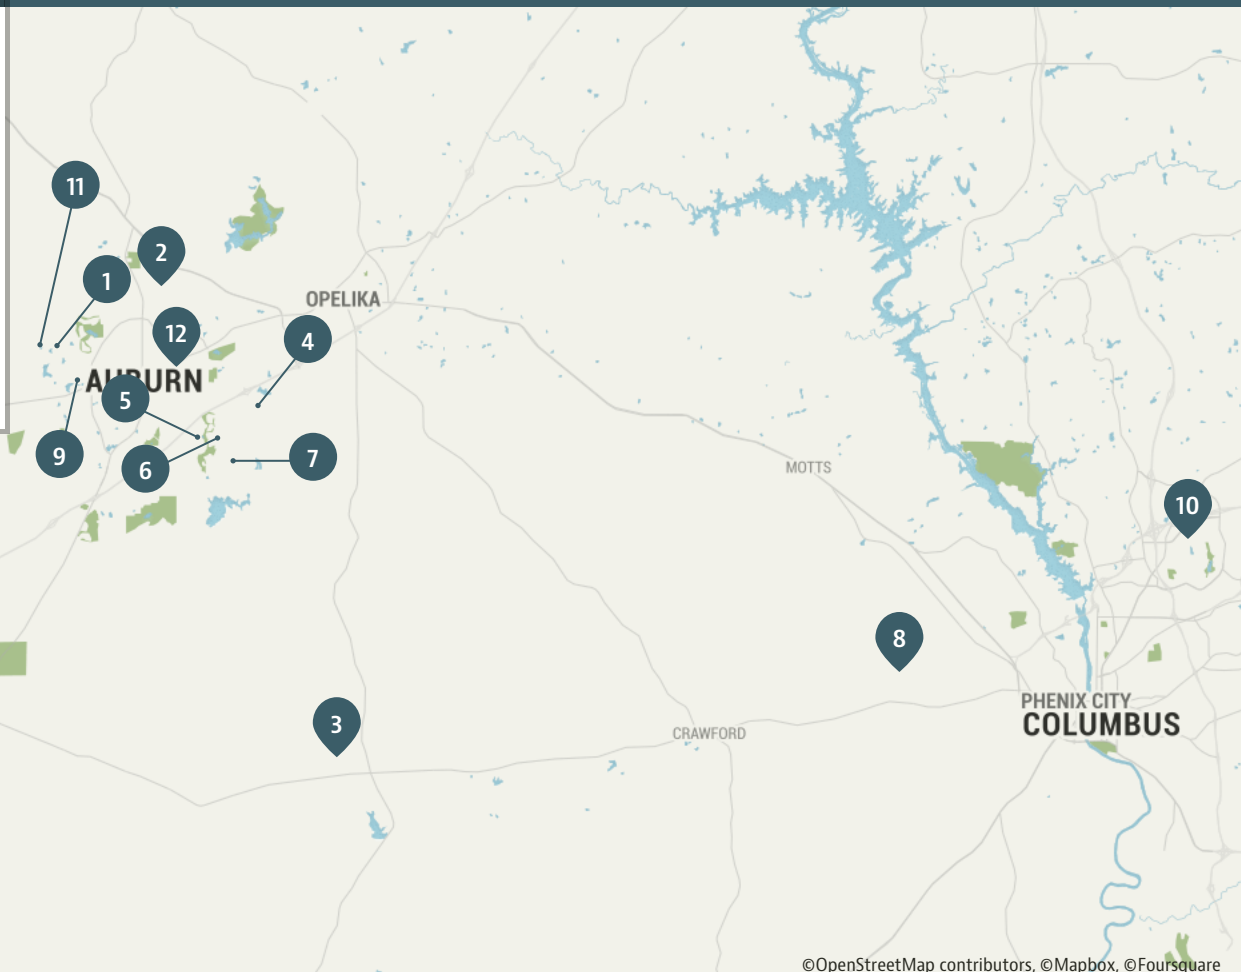 11
2
1
OPELIKA
12
4
AUBURN
5
9
6
7
MOTTS
10
8
PHENIX CITY
COLUMBUS
3
CRAWFORD
©OpenStreetMap contributors, ©Mapbox, ©Foursquare